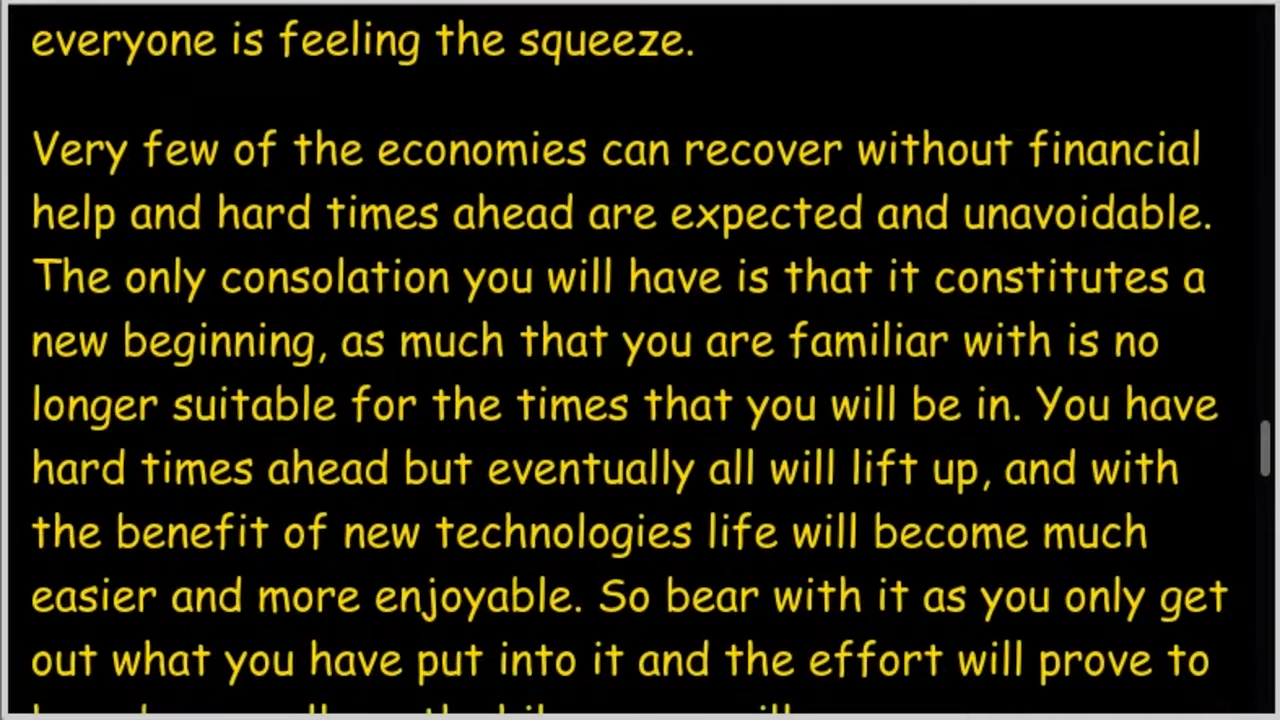 everyone is feeling the squeeze.
Very few of the economies can recover without financial
help and hard times ahead are expected and unavoidable.
The only consolation you will have is that it constitutes a
new beginning, as much that you are familiar with is no
longer suitable for the times that you will be in. You have
hard times ahead but eventually all will lift up, and with
the benefit of new technologies life will become much
easier and more enjoyable. So bear with it as you only get
out what you have put into it and the effort will prove to